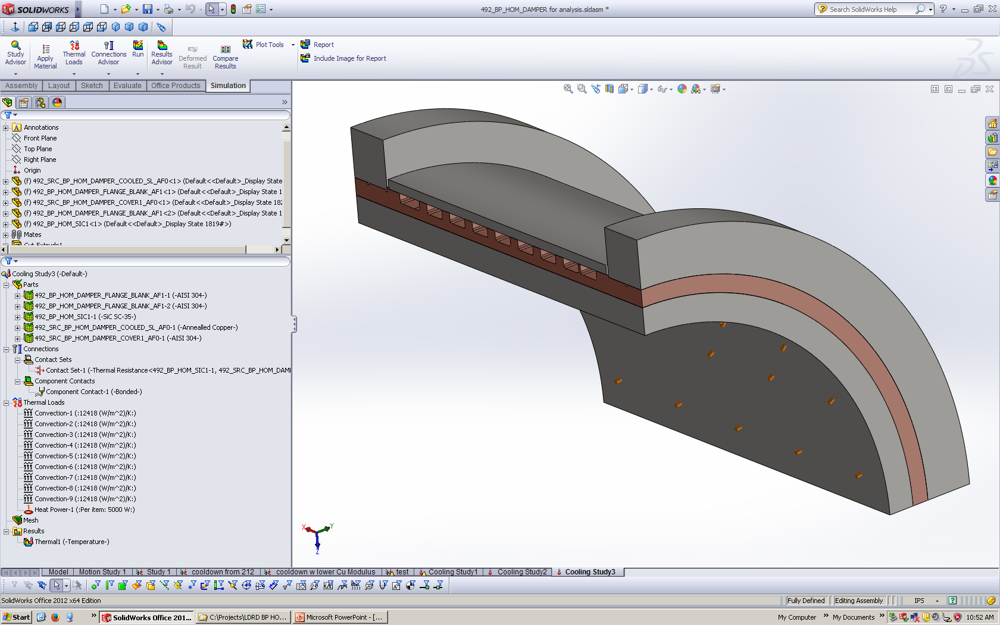 SOLIDWORKS
492_BP_HOM_DAMPER for analysis.sldasm *
Search SolidWorks Help
Study Advisor
Apply Material
Thermal Loads
Connections Advisor
Run
Results Advisor
Deformed Result
Compare Results
Plot Tools
Report
Include Image for Report
Assembly Layout Sketch Evaluate Office Products Simulation
Annotations
Front Plane
Top Plane
Right Plane
Origin
(f) 492_SRC_BP_HOM_DAMPER_COOLED_SL_AF0<1> (Default<<Default>_Display State
(f) 492_BP_HOM_DAMPER_FLANGE_BLANK_AF1<1> (Default<<Default>_Display State 1
(f) 492_SRC_BP_HOM_DAMPER_COVER1_AF0<1> (Default<<Default>_Display State 182
(f) 492_BP_HOM_DAMPER_FLANGE_BLANK_AF1<2> (Default<<Default>_Display State 1
(f) 492_BP_HOM_SIC1<1> (Default<<Default>_Display State 1819#>)
Mates
Cut-Extrude1
Cooling Study3 (-Default-)
Parts
492_BP_HOM_DAMPER_FLANGE_BLANK_AF1-1 (-AISI 304-)
492_BP_HOM_DAMPER_FLANGE_BLANK_AF1-2 (-AISI 304-)
492_BP_HOM_SIC1-1 (-SiC SC-35-)
492_SRC_BP_HOM_DAMPER_COOLED_SL_AF0-1 (-Annealled Copper-)
492_SRC_BP_HOM_DAMPER_COVER1_AF0-1 (-AISI 304-)
Connections
Contact Sets
Contact Set-1 (-Thermal Resistance<492_BP_HOM_SIC1-1, 492_SRC_BP_HOM_DAMI
Component Contacts
Component Contact-1 (-Bonded-)
Thermal Loads
Convection-1 (:12418 (W/m^2)/K:)
Convection-2 (:12418 (W/m^2)/K:)
Convection-3 (:12418 (W/m^2)/K:)
Convection-4 (:12418 (W/m^2)/K:)
Convection-5 (:12418 (W/m^2)/K:)
Convection-6 (:12418 (W/m^2)/K:)
Convection-7 (:12418 (W/m^2)/K:)
Convection-8 (:12418 (W/m^2)/K:)
Convection-9 (:12418 (W/m^2)/K:)
Heat Power-1 (:Per item: 5000 W:)
Mesh
Results
Thermal1 (-Temperature-)
X Y
Z
Model Motion Study 1 Study 1 cooldown from 212 cooldown w lower Cu Modulus test Cooling Study1 Cooling Study2 Cooling Study3
SolidWorks Office 2012 x64 Edition
Fully Defined Editing Assembly IPS
Start
SolidWorks Office 201...
C:\Projects\LDRD BP HO...
Microsoft PowerPoint - [...
My Computer » My Documents » 10:52 AM